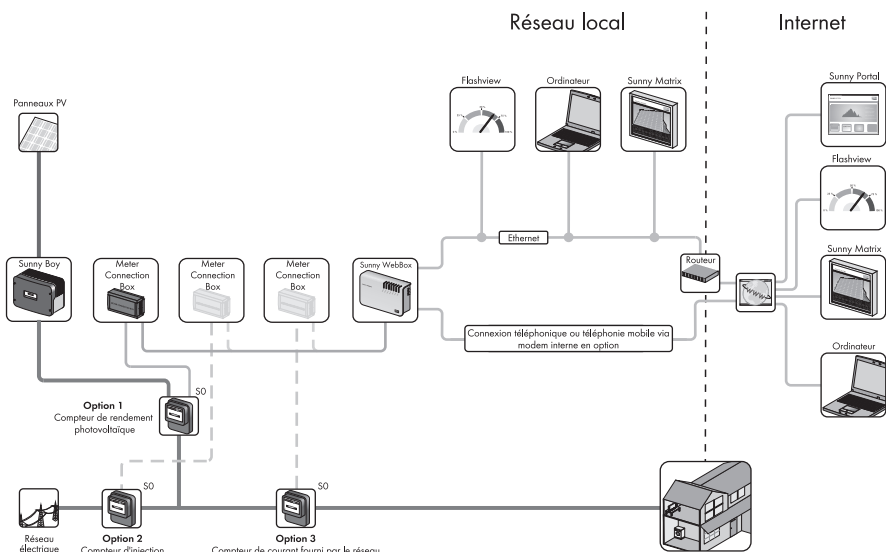 Réseau local
Internet
Flashview
Ordinateur
Sunny Matrix
Sunny Portal
Panneaux PV
Flashview
Ethernet
Sunny Boy
Meter
Connection
Box
Meter
Connection
Box
Meter
Connection
Box
Sunny WebBox
Routeur
Sunny Matrix
<www>
Connexion téléphonique ou téléphonie mobile via
modem interne en option
Ordinateur
S0
Option 1
Compteur de rendement
photovoltaïque
S0
S0
Réseau
électrique
Option 2
Compteur d'injection
Option 3
Compteur de courant fourni par le réseau